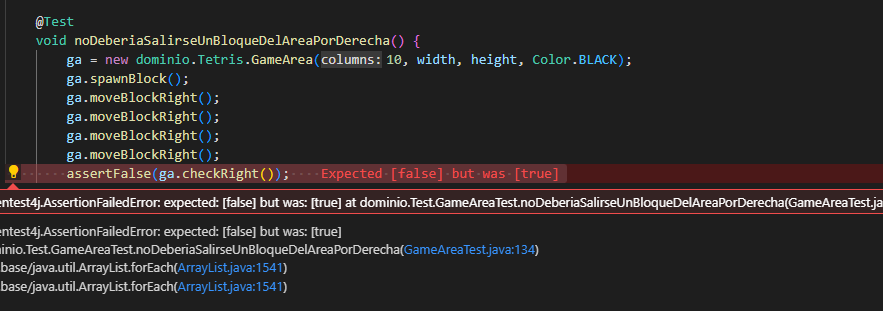 @Test
void noDeberiaSalirseUnBloqueDelAreaPorDerecha() {
ga = new dominio.Tetris.GameArea(columns: 10, width, height, Color.BLACK);
ga.spawnBlock();
ga.moveBlockRight();
ga.moveBlockRight();
ga.moveBlockRight();
ga.moveBlockRight();
assertFalse(ga.checkRight()); Expected [false] but was [true]
entest4j.AssertionFailedError: expected: [false] but was: [true] at dominio.Test.GameAreaTest.noDeberiaSalirseUnBloqueDelAreaPorDerecha(GameAreaTest.ja
entest4j.AssertionFailedError: expected: [false] but was: [true]
inio.Test.GameAreaTest.noDeberiaSalirseUnBloqueDelAreaPorDerecha(GameAreaTest.java:134)
.base/java.util.ArrayList.forEach(ArrayList.java:1541)
.base/java.util.ArrayList.forEach(ArrayList.java:1541)